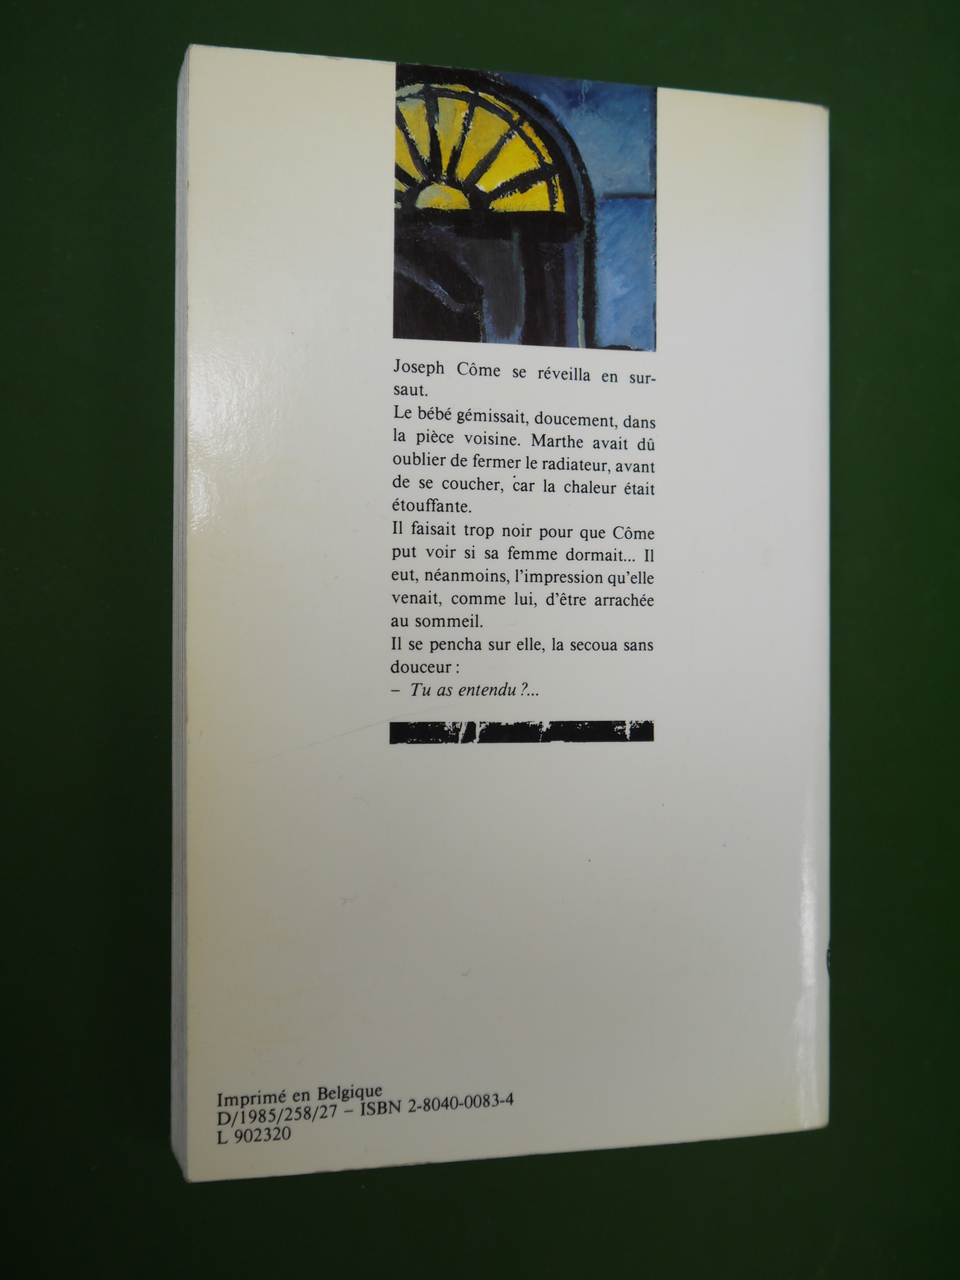 Joseph Côme se réveilla en sur-
saut.
Le bébé gémissait, doucement, dans
la pièce voisine. Marthe avait dû
oublier de fermer le radiateur, avant
de se coucher, car la chaleur était
étouffante.
Il faisait trop noir pour que Côme
put voir si sa femme dormait... Il
eut, néanmoins, l'impression qu'elle
venait, comme lui, d'être arrachée
au sommeil.
Il se pencha sur elle, la secoua sans
douceur :
– Tu as entendu ?...
Imprimé en Belgique
D/1985/258/27 – ISBN 2-8040-0083-4
L 902320